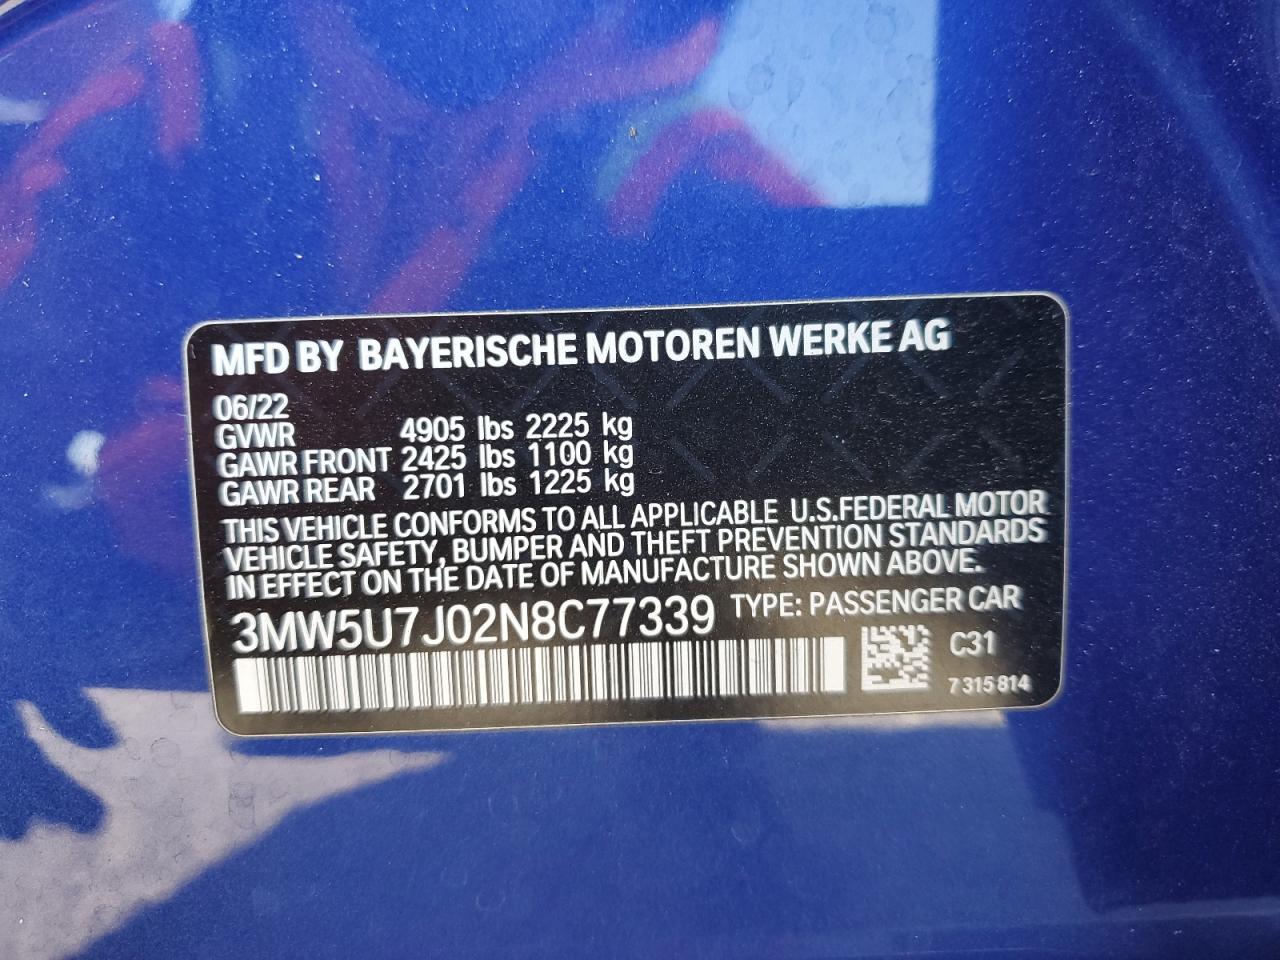 MFD BY BAYERISCHE MOTOREN WERKE AG
06/22
GVWR 4905 lbs 2225 kg
GAWR FRONT 2425 lbs 1100 kg
GAWR REAR 2701 lbs 1225 kg
THIS VEHICLE CONFORMS TO ALL APPLICABLE U.S.FEDERAL MOTOR
VEHICLE SAFETY, BUMPER AND THEFT PREVENTION STANDARDS
IN EFFECT ON THE DATE OF MANUFACTURE SHOWN ABOVE.
3MW5U7J02N8C77339 TYPE: PASSENGER CAR
C31
7 315 814